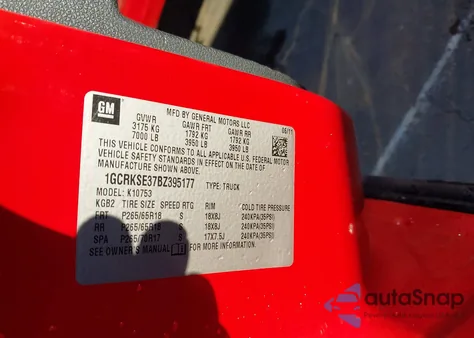 GM
MFD BY GENERAL MOTORS LLC
05/11
GVWR GAWR FRT GAWR RR
3175 KG 1792 KG 1792 KG
7000 LB 3950 LB 3950 LB
THIS VEHICLE CONFORMS TO ALL APPLICABLE U.S. FEDERAL MOTOR
VEHICLE SAFETY STANDARDS IN EFFECT ON THE DATE OF
MANUFACTURE SHOWN ABOVE.
1GCRKSE37BZ395177 TYPE: TRUCK
MODEL: K10753
KGB2 TIRE SIZE SPEED RTG RIM COLD TIRE PRESSURE
FRT P265/65R18 S 18X8J 240KPA(35PSI)
RR P265/65R18 S 18X8J 240KPA(35PSI)
SPA P265/70R17 S 17X7.5J 240KPA(35PSI)
SEE OWNER'S MANUAL FOR MORE INFORMATION.
autoSnap